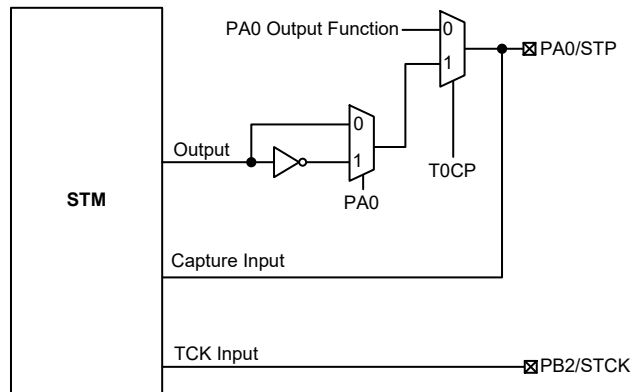 PA0 Output Function
0
1
PA0/STP
T0CP
0
1
PA0
Output
STM
Capture Input
TCK Input
PB2/STCK